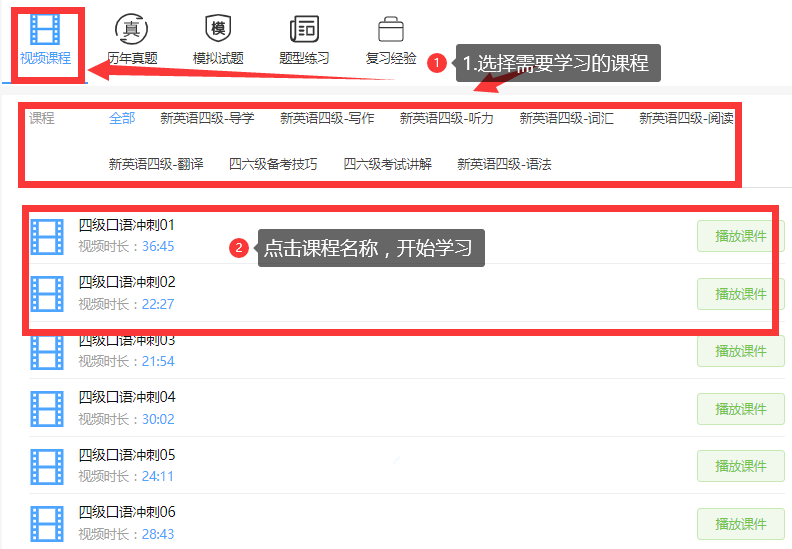 真
模
视频课程
历年真题
模拟试题
题型练习
复习经验
1 1.选择需要学习的课程
课程 全部 新英语四级-导学 新英语四级-写作 新英语四级-听力 新英语四级-词汇 新英语四级-阅读
新英语四级-翻译 四六级备考技巧 四六级考试讲解 新英语四级-语法
四级口语冲刺01
视频时长：36:45
播放课件
2 点击课程名称，开始学习
四级口语冲刺02
视频时长：22:27
播放课件
四级口语冲刺03
视频时长：21:54
播放课件
四级口语冲刺04
视频时长：30:02
播放课件
四级口语冲刺05
视频时长：24:11
播放课件
四级口语冲刺06
视频时长：28:43
播放课件